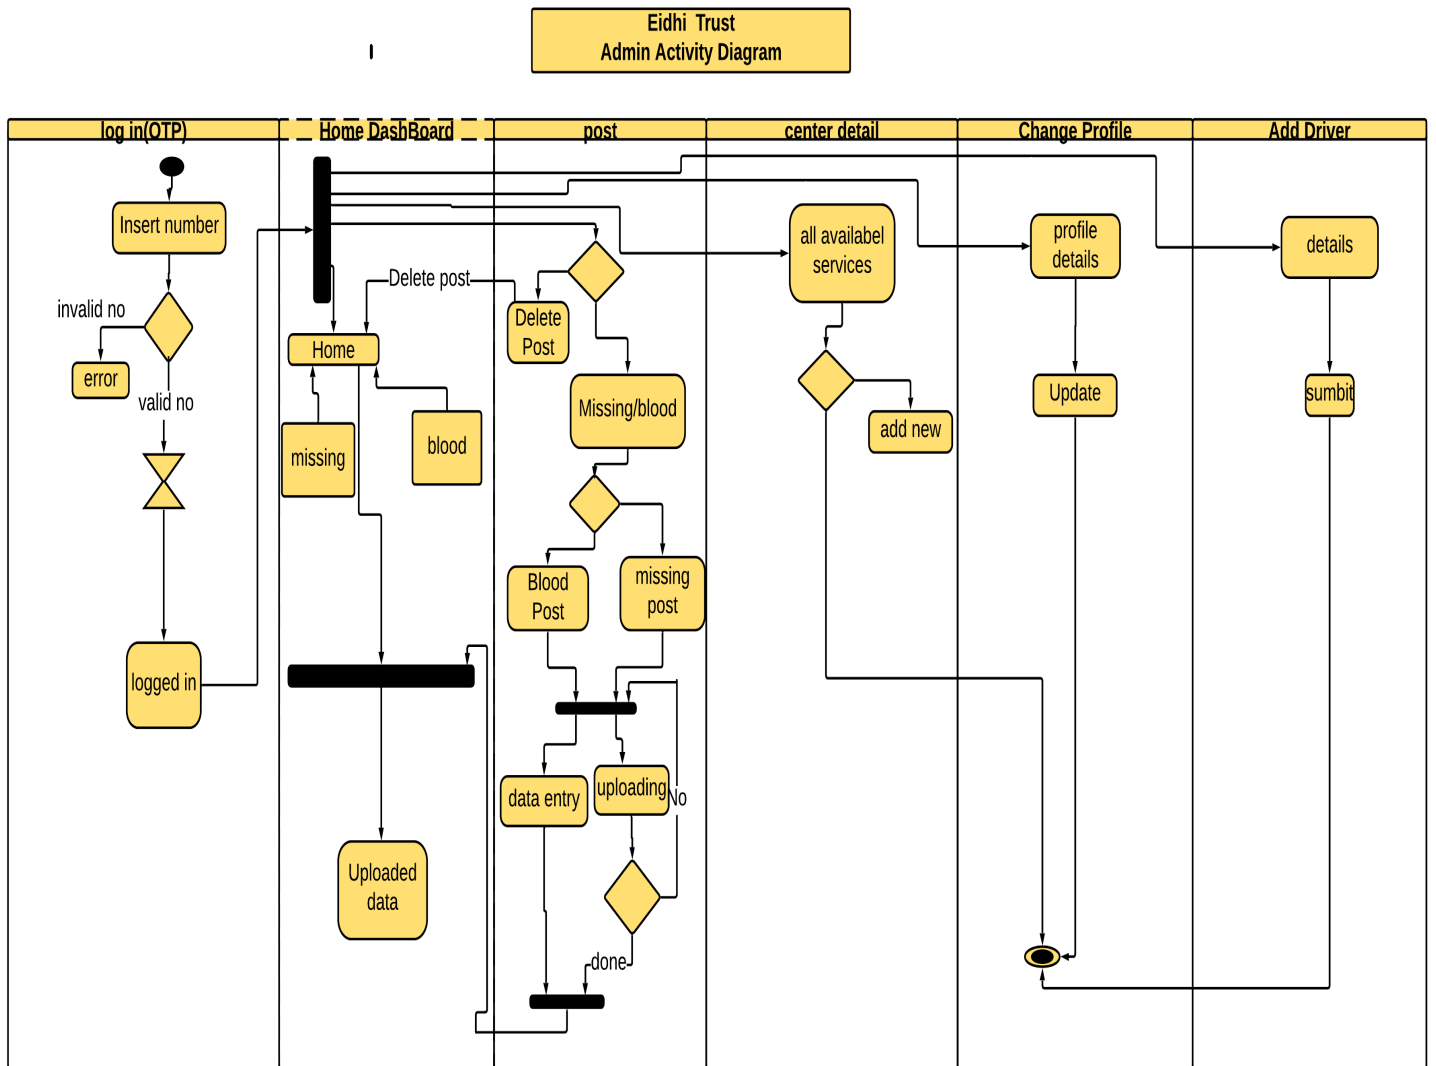 Eidhi Trust
Admin Activity Diagram
log in(OTP)
Home DashBoard
post
center detail
Change Profile
Add Driver
Insert number
invalid no
error
valid no
logged in
Delete post
Home
missing
blood
Uploaded
data
Delete
Post
Missing/blood
Blood
Post
missing
post
data entry
uploading
No
done
all availabel
services
add new
profile
details
Update
details
sumbit